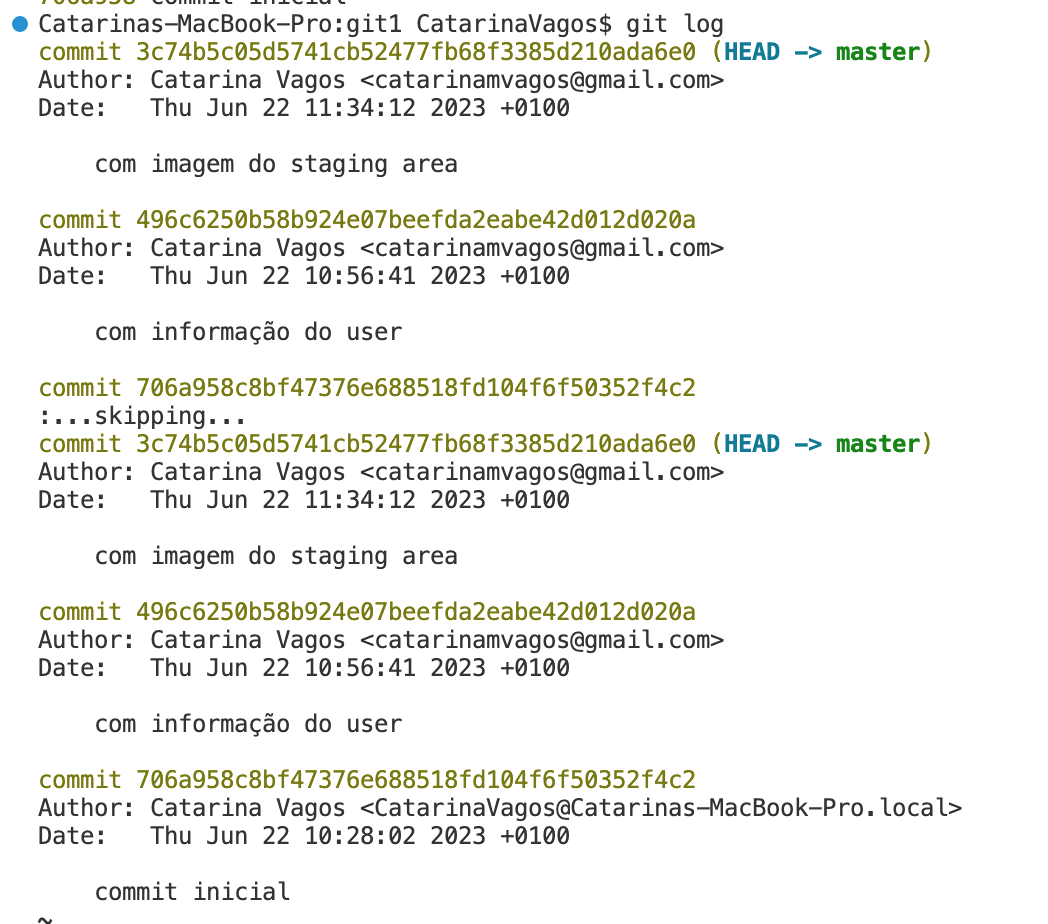 706a958 commit inicial
Catarinas-MacBook-Pro:git1 CatarinaVagos$ git log
commit 3c74b5c05d5741cb52477fb68f3385d210ada6e0 (HEAD -> master)
Author: Catarina Vagos <catarinamvagos@gmail.com>
Date:   Thu Jun 22 11:34:12 2023 +0100
com imagem do staging area
commit 496c6250b58b924e07beefda2eabe42d012d020a
Author: Catarina Vagos <catarinamvagos@gmail.com>
Date:   Thu Jun 22 10:56:41 2023 +0100
com informação do user
commit 706a958c8bf47376e688518fd104f6f50352f4c2
:...skipping...
commit 3c74b5c05d5741cb52477fb68f3385d210ada6e0 (HEAD -> master)
Author: Catarina Vagos <catarinamvagos@gmail.com>
Date:   Thu Jun 22 11:34:12 2023 +0100
com imagem do staging area
commit 496c6250b58b924e07beefda2eabe42d012d020a
Author: Catarina Vagos <catarinamvagos@gmail.com>
Date:   Thu Jun 22 10:56:41 2023 +0100
com informação do user
commit 706a958c8bf47376e688518fd104f6f50352f4c2
Author: Catarina Vagos <CatarinaVagos@Catarinas-MacBook-Pro.local>
Date:   Thu Jun 22 10:28:02 2023 +0100
commit inicial
~